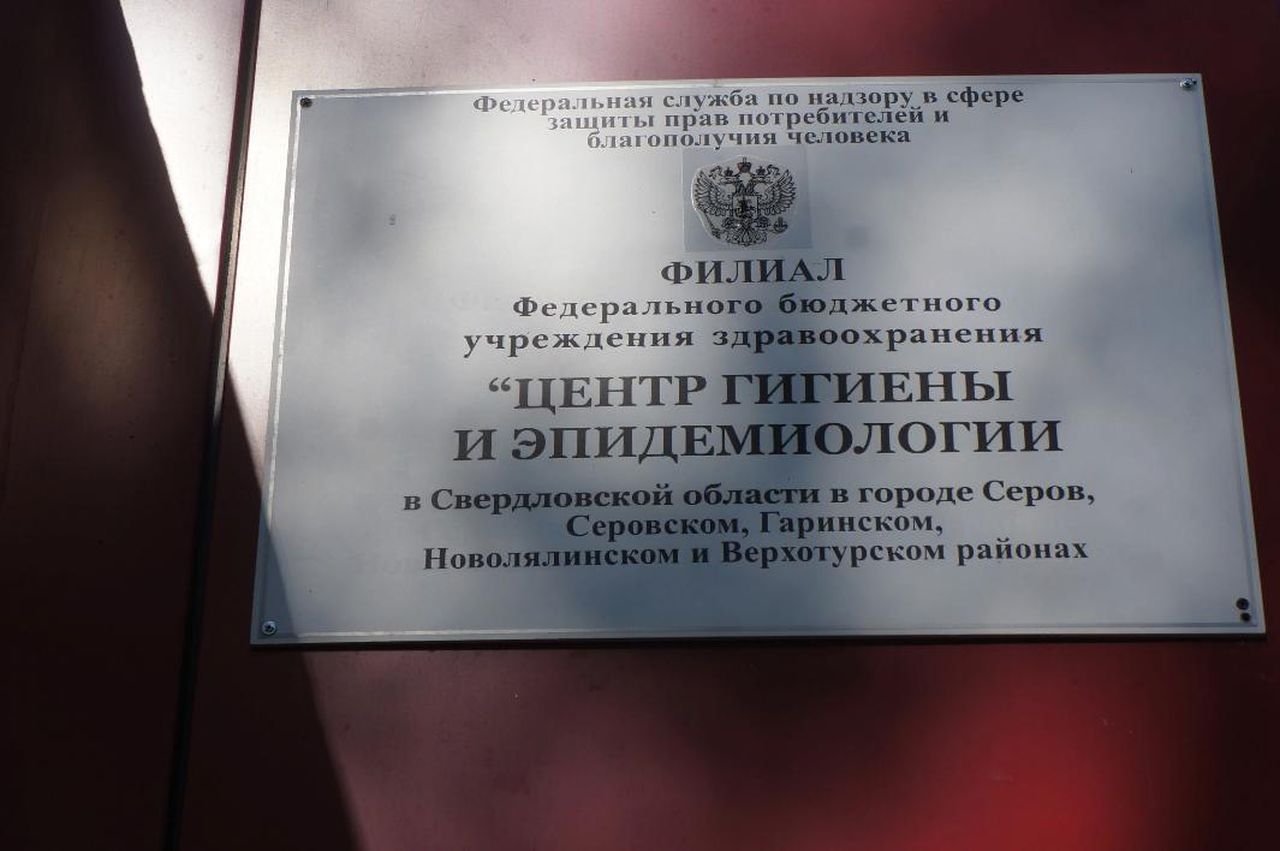 Федеральная служба по надзору в сфере
защиты прав потребителей и
благополучия человека
ФИЛИАЛ
Федерального бюджетного
учреждения здравоохранения
“ЦЕНТР ГИГИЕНЫ
И ЭПИДЕМИОЛОГИИ
в Свердловской области в городе Серов,
Серовском, Гаринском,
Новолялинском и Верхотурском районах